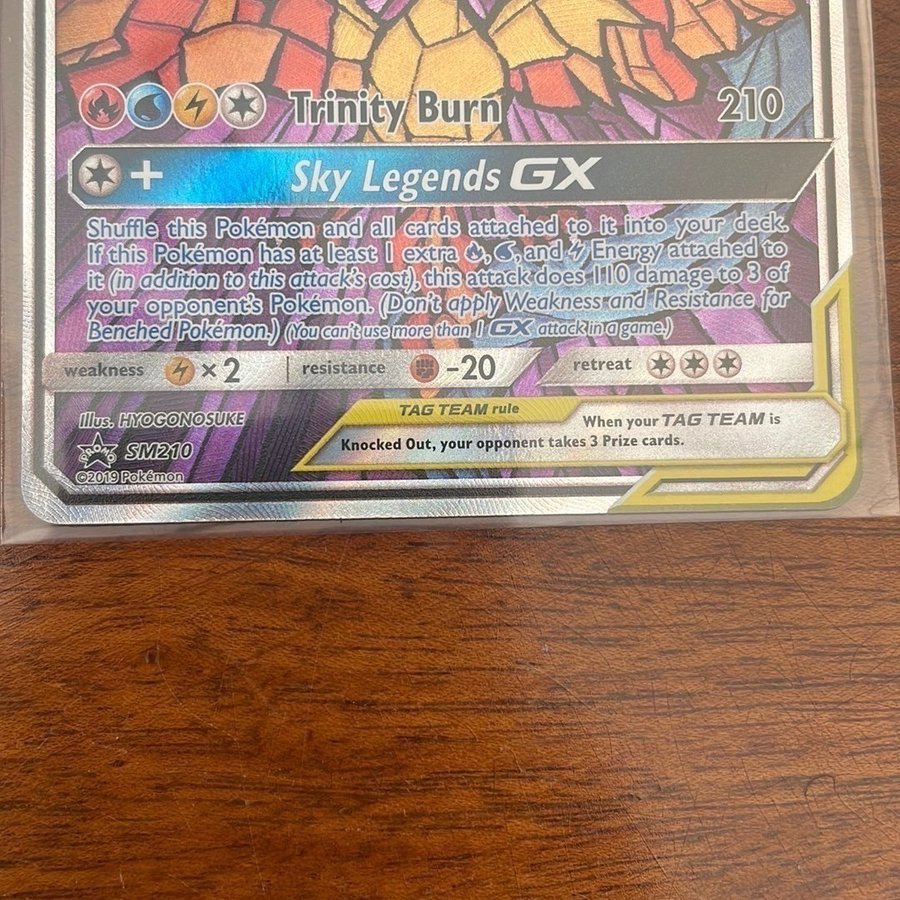 Trinity Burn 210
+ Sky Legends GX
Shuffle this Pokémon and all cards attached to it into your deck.
If this Pokémon has at least 1 extra , , and Energy attached to
it (in addition to this attack's cost), this attack does 110 damage to 3 of
your opponent's Pokémon. (Don't apply Weakness and Resistance for
Benched Pokémon.) (You can't use more than 1 GX attack in a game.)
weakness ×2 resistance -20 retreat
Illus. HYOGONOSUKE
PROMO SM210
©2019 Pokémon
TAG TEAM rule
When your TAG TEAM is
Knocked Out, your opponent takes 3 Prize cards.